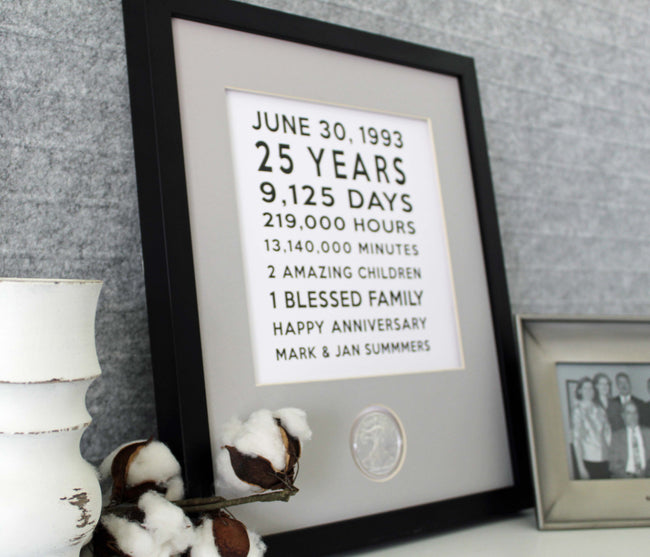 JUNE 30, 1993
25 YEARS
9,125 DAYS
219,000 HOURS
13,140,000 MINUTES
2 AMAZING CHILDREN
1 BLESSED FAMILY
HAPPY ANNIVERSARY
MARK & JAN SUMMMERS